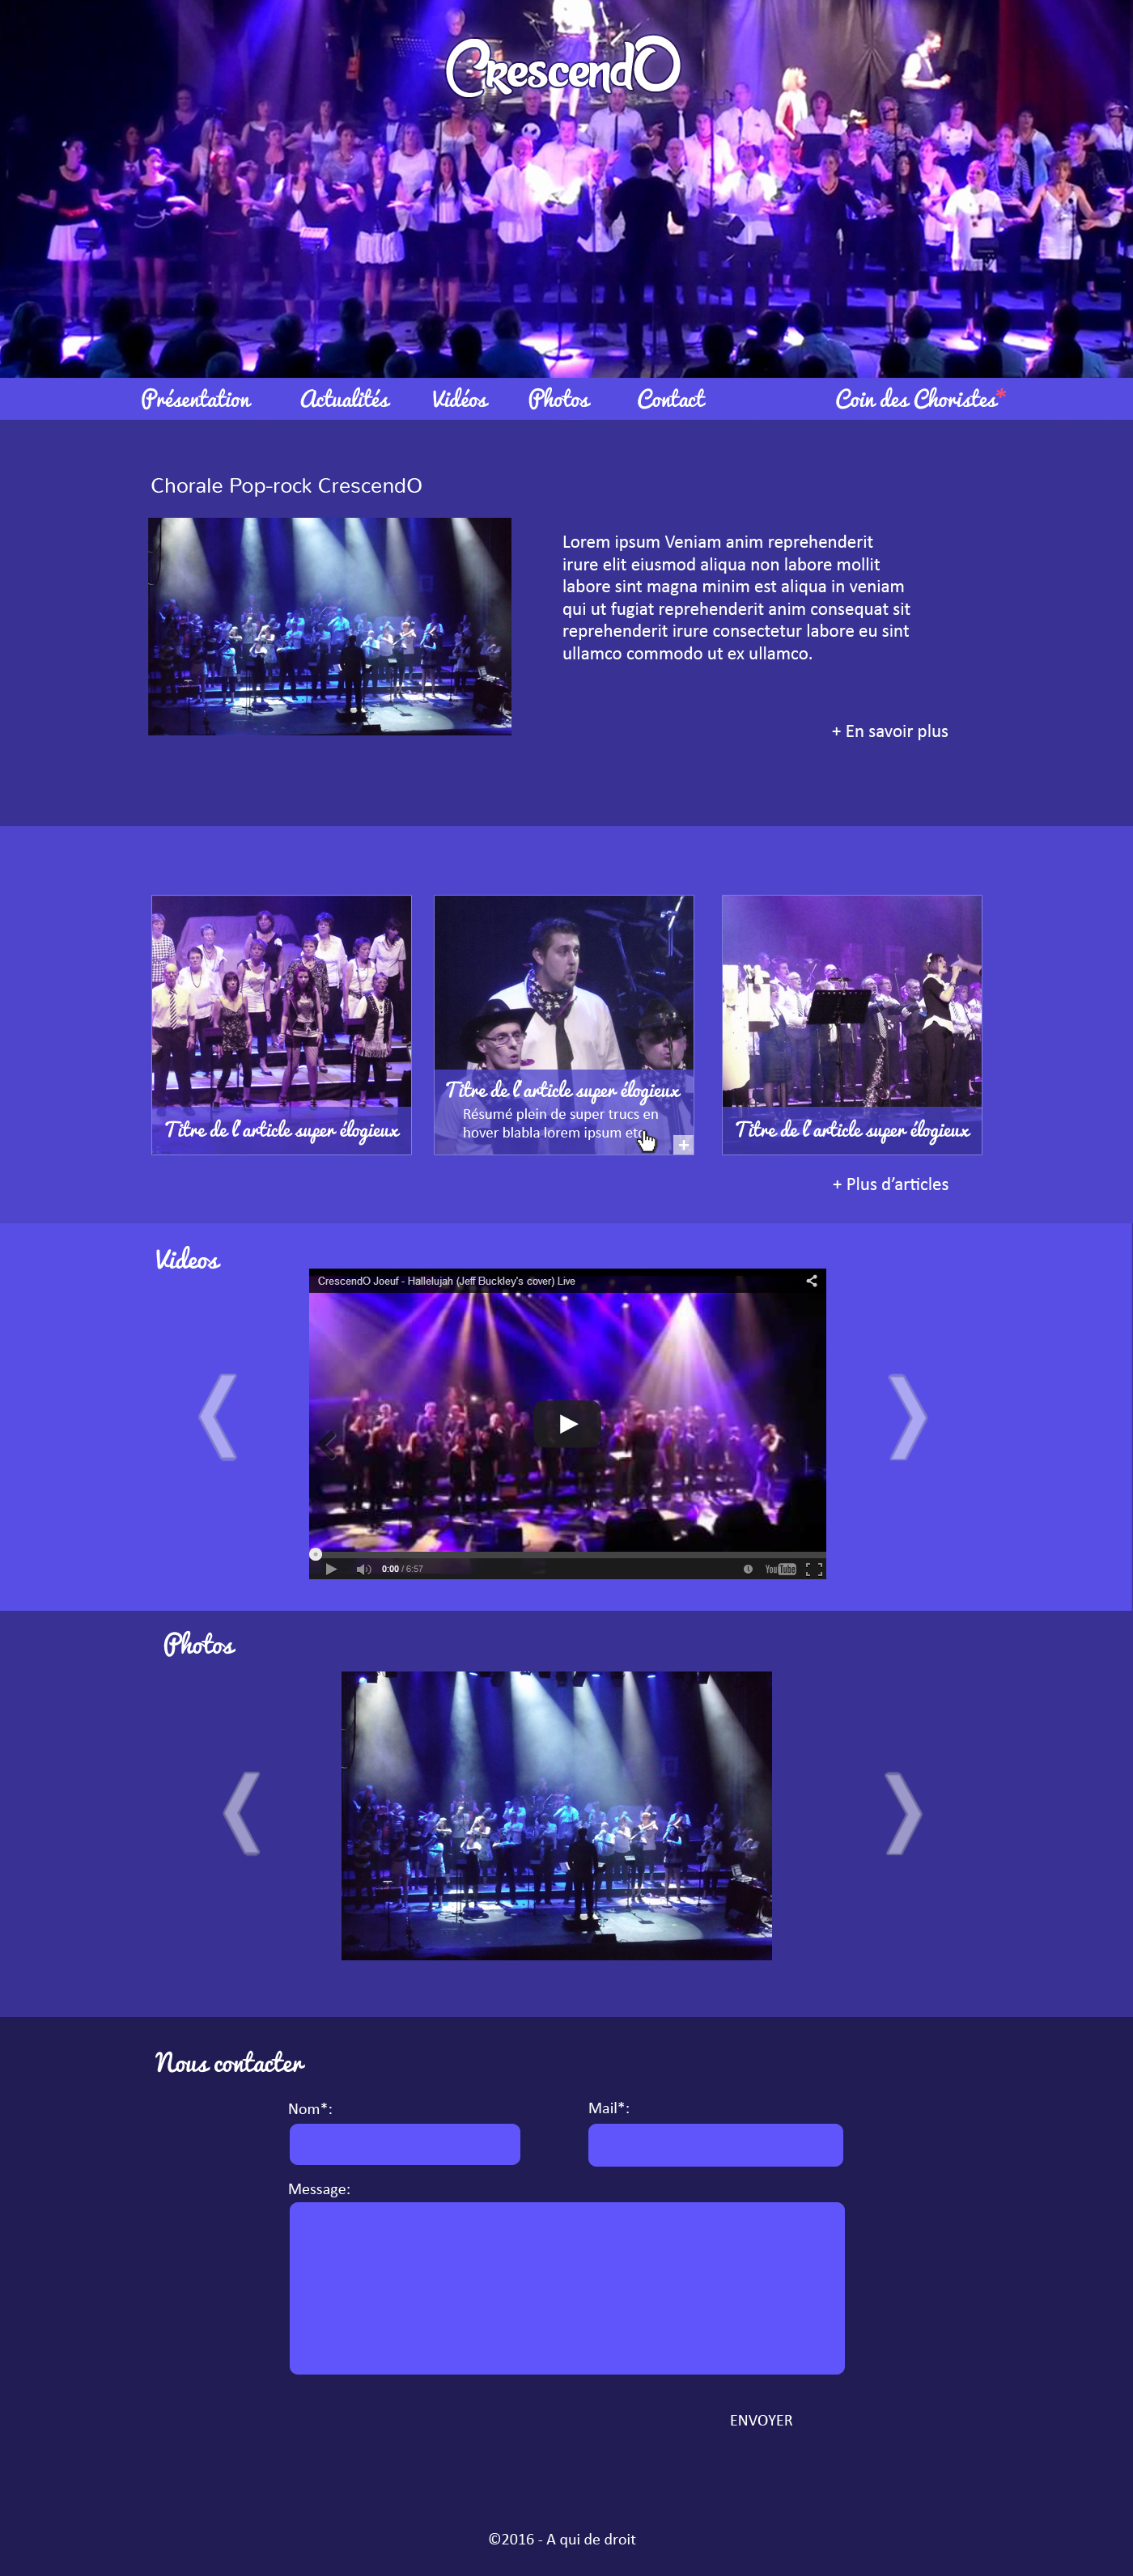 CrescendO
Présentation Actualités Vidéos Photos Contact Coin des Choristes*
Chorale Pop-rock CrescendO
Lorem ipsum Veniam anim reprehenderit
irure elit eiusmod aliqua non labore mollit
labore sint magna minim est aliqua in veniam
qui ut fugiat reprehenderit anim consequat sit
reprehenderit irure consectetur labore eu sint
ullamco commodo ut ex ullamco.
+ En savoir plus
Titre de l'article super élogieux
Titre de l'article super élogieux
Résumé plein de super trucs en
hover blabla lorem ipsum etc
+
Titre de l'article super élogieux
+ Plus d'articles
Videos
CrescendO Joeuf - Hallelujah (Jeff Buckley's cover) Live
0:00 / 6:57
YouTube
Photos
Nous contacter
Nom*:
Mail*:
Message:
ENVOYER
©2016 - A qui de droit